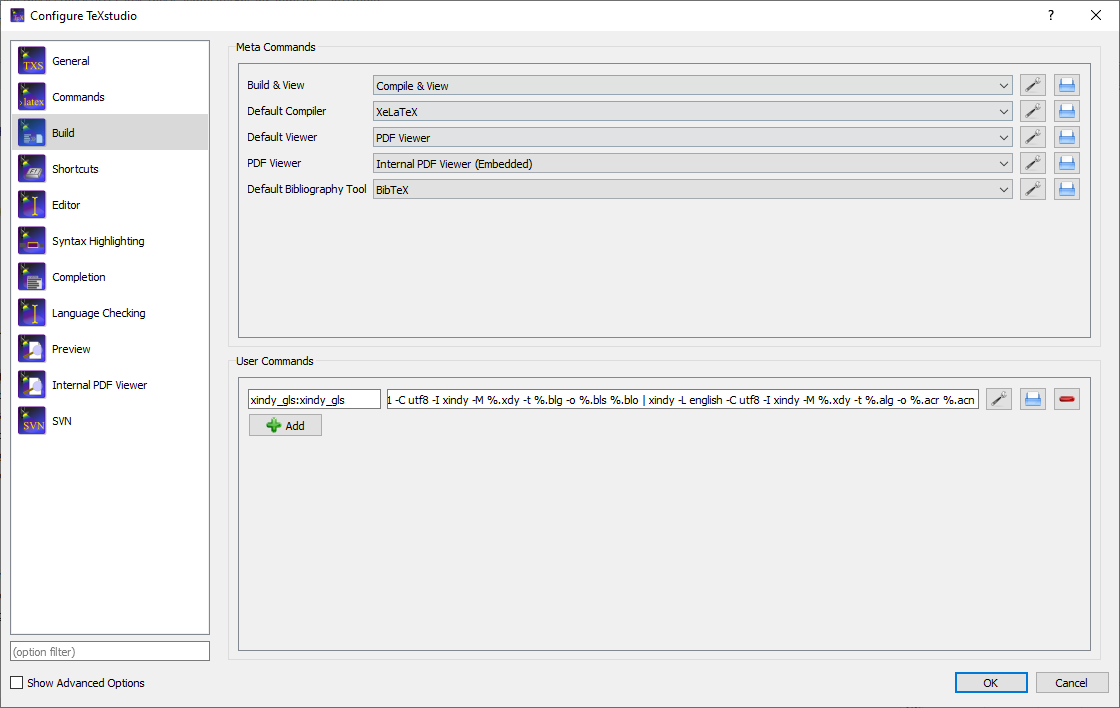 Configure TeXstudio
?
General
Commands
Build
Shortcuts
Editor
Syntax Highlighting
Completion
Language Checking
Preview
Internal PDF Viewer
SVN
(option filter)
Show Advanced Options
Meta Commands
Build & View Compile & View
Default Compiler XeLaTeX
Default Viewer PDF Viewer
PDF Viewer Internal PDF Viewer (Embedded)
Default Bibliography Tool BibTeX
User Commands
xindy_gls:xindy_gls 1 -C utf8 -I xindy -M %.xdy -t %.blg -o %.bls %.blo | xindy -L english -C utf8 -I xindy -M %.xdy -t %.alg -o %.acr %.acn
Add
OK Cancel